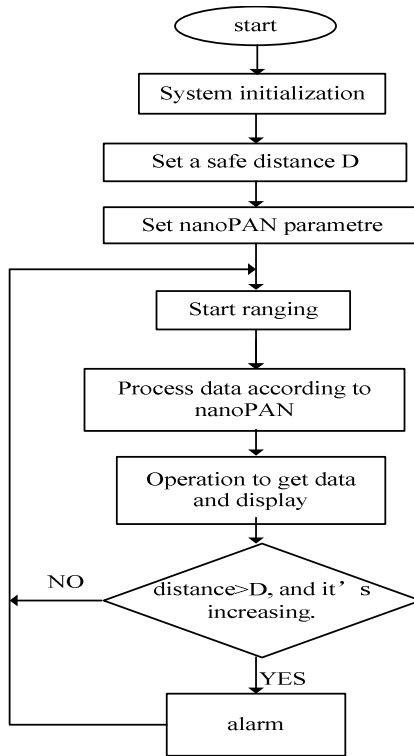 start
System initialization
Set a safe distance D
Set nanoPAN parametre
Start ranging
Process data according to
nanoPAN
Operation to get data
and display
distance>D, and it’s
increasing.
NO
YES
alarm